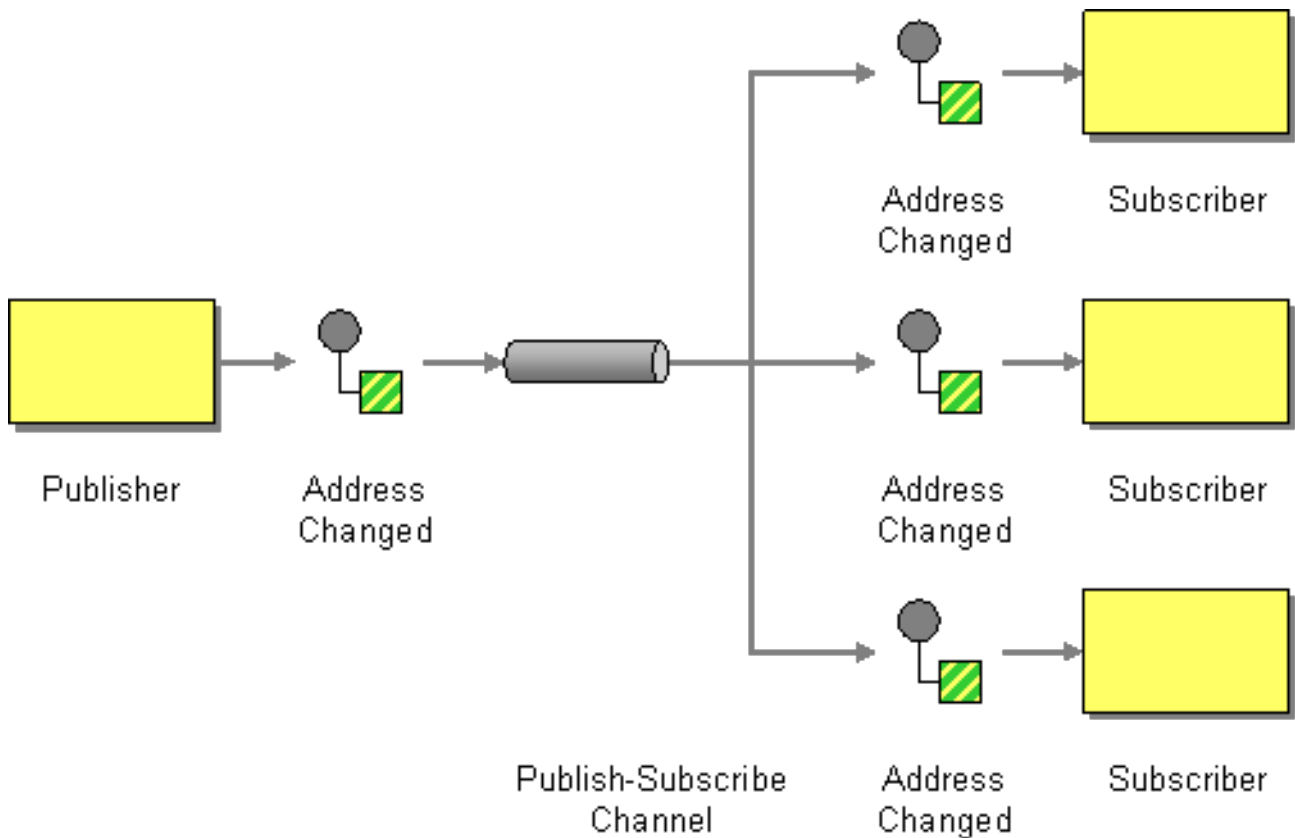 Address
Changed
Subscriber
Publisher
Address
Changed
Address
Changed
Subscriber
Publish-Subscribe
Channel
Address
Changed
Subscriber